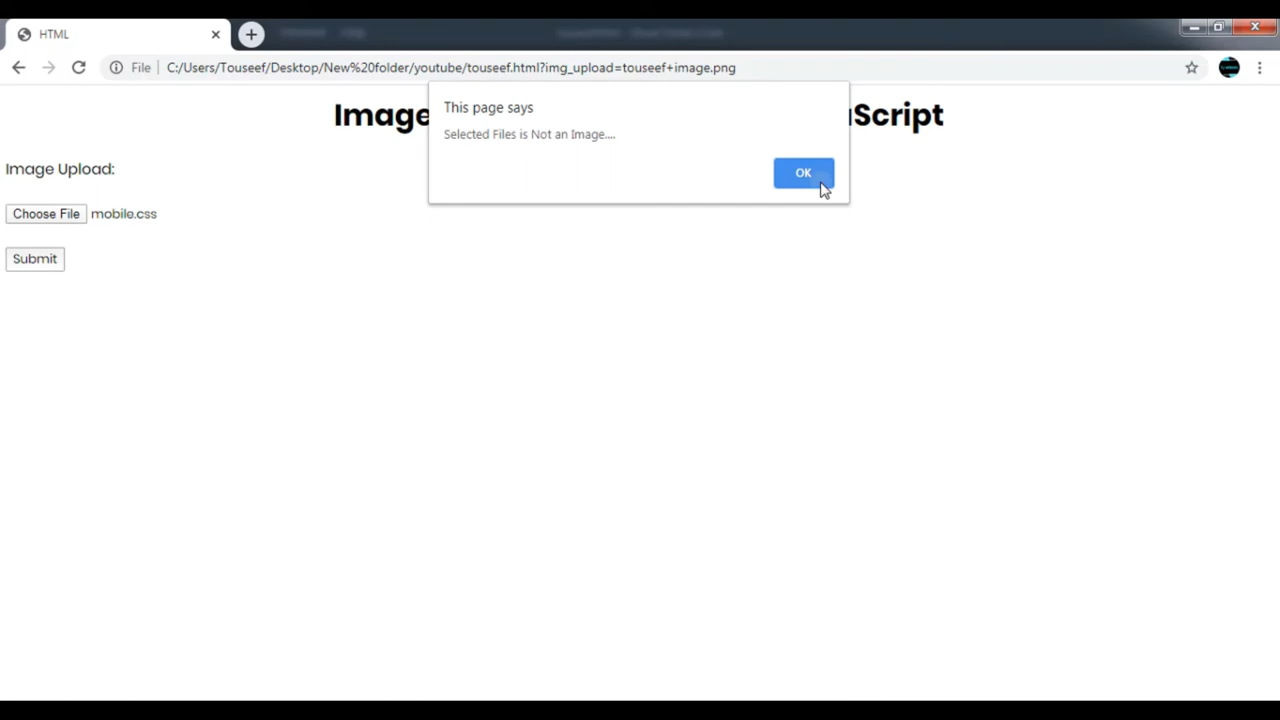 HTML
File
C:/Users/Touseef/Desktop/New%20folder/youtube/touseef.html?img_upload=touseef+image.png
Image
Script
This page says
Selected Files is Not an Image....
OK
Image Upload:
Choose File mobile.css
Submit